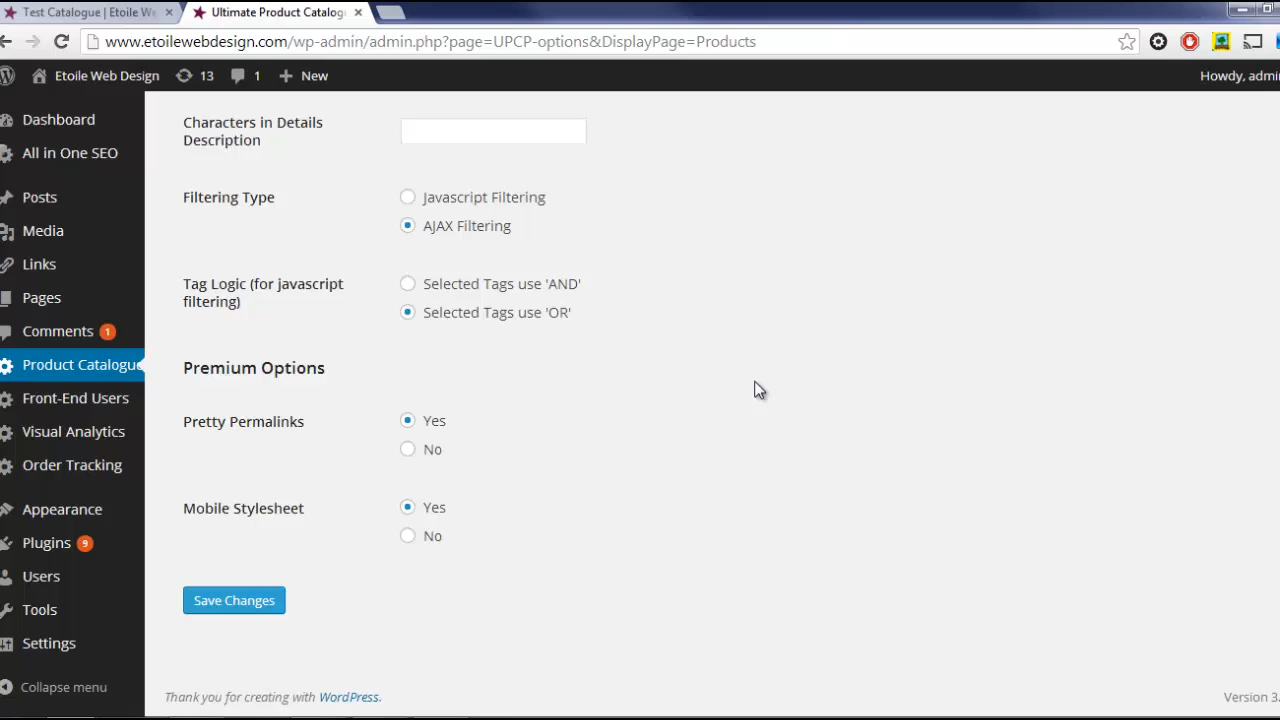 Test Catalogue | Etoile We
Ultimate Product Catalog
www.etoilewebdesign.com/wp-admin/admin.php?page=UPCP-options&DisplayPage=Products
Etoile Web Design 13 1 New Howdy, admi
Dashboard
All in One SEO
Posts
Media
Links
Pages
Comments 1
Product Catalogue
Front-End Users
Visual Analytics
Order Tracking
Appearance
Plugins 9
Users
Tools
Settings
Collapse menu
Characters in Details
Description
Filtering Type
Javascript Filtering
AJAX Filtering
Tag Logic (for javascript
filtering)
Selected Tags use 'AND'
Selected Tags use 'OR'
Premium Options
Pretty Permalinks
Yes
No
Mobile Stylesheet
Yes
No
Save Changes
Thank you for creating with WordPress.
Version 3.